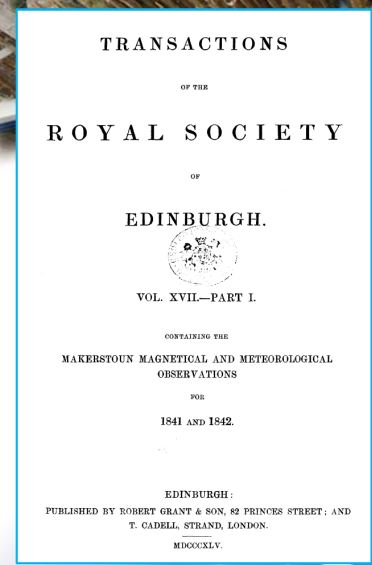 TRANSACTIONS
OF THE
ROYAL SOCIETY
OF
EDINBURGH.
VOL. XVII.—PART I.
CONTAINING THE
MAKERSTOUN MAGNETICAL AND METEOROLOGICAL
OBSERVATIONS
FOR
1841 AND 1842.
EDINBURGH:
PUBLISHED BY ROBERT GRANT & SON, 82 PRINCES STREET; AND
T. CADELL, STRAND, LONDON.
MDCCCXLV.